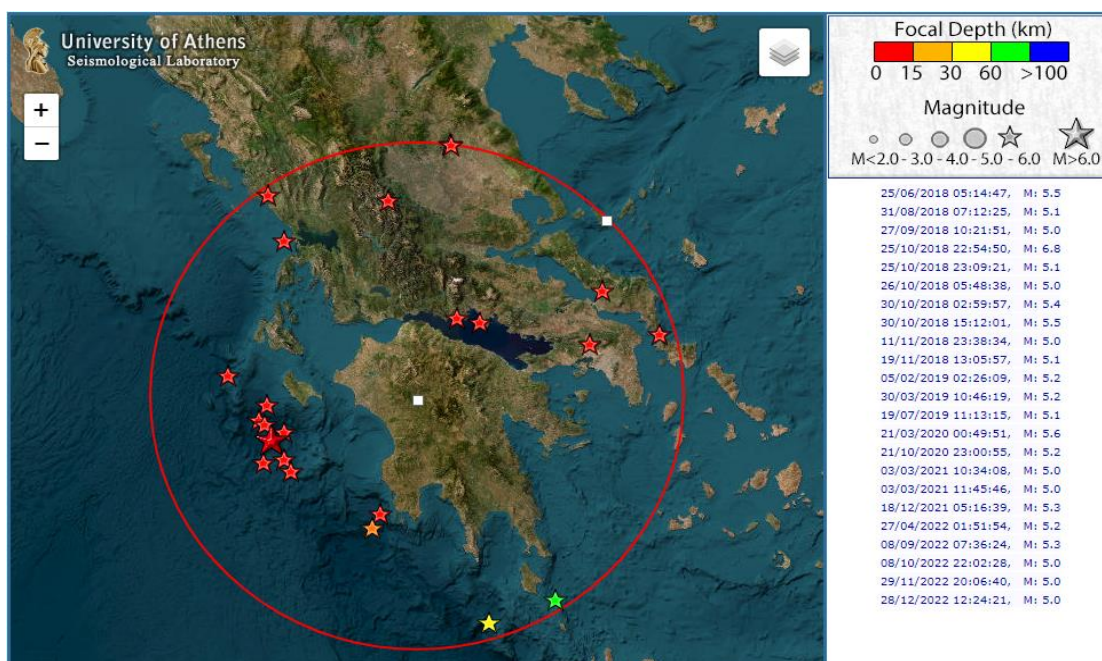 University of Athens
Seismological Laboratory
+
−
Focal Depth (km)
0 15 30 60 >100
Magnitude
M<2.0 - 3.0 - 4.0 - 5.0 - 6.0 M>6.0
25/06/2018 05:14:47, M: 5.5
31/08/2018 07:12:25, M: 5.1
27/09/2018 10:21:51, M: 5.0
25/10/2018 22:54:50, M: 6.8
25/10/2018 23:09:21, M: 5.1
26/10/2018 05:48:38, M: 5.0
30/10/2018 02:59:57, M: 5.4
30/10/2018 15:12:01, M: 5.5
11/11/2018 23:38:34, M: 5.0
19/11/2018 13:05:57, M: 5.1
05/02/2019 02:26:09, M: 5.2
30/03/2019 10:46:19, M: 5.2
19/07/2019 11:13:15, M: 5.1
21/03/2020 00:49:51, M: 5.6
21/10/2020 23:00:55, M: 5.2
03/03/2021 10:34:08, M: 5.0
03/03/2021 11:45:46, M: 5.0
18/12/2021 05:16:39, M: 5.3
27/04/2022 01:51:54, M: 5.2
08/09/2022 07:36:24, M: 5.3
08/10/2022 22:02:28, M: 5.0
29/11/2022 20:06:40, M: 5.0
28/12/2022 12:24:21, M: 5.0